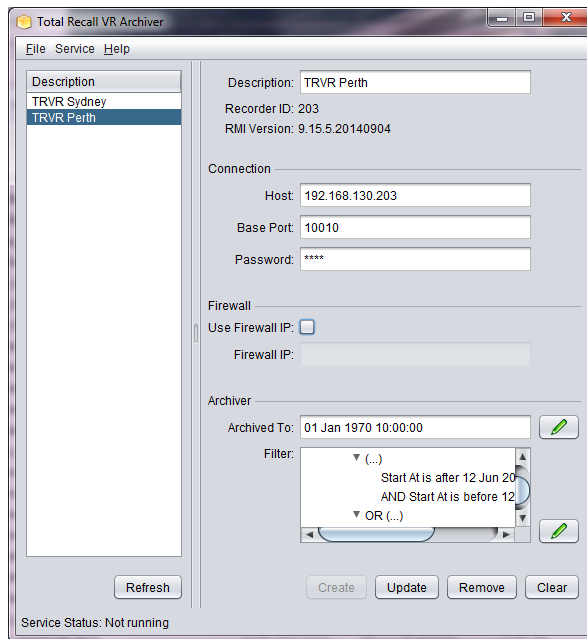 Total Recall VR Archiver
File Service Help
Description
TRVR Sydney
TRVR Perth
Refresh
Description: TRVR Perth
Recorder ID: 203
RMI Version: 9.15.5.20140904
Connection
Host: 192.168.130.203
Base Port: 10010
Password: ****
Firewall
Use Firewall IP:
Firewall IP:
Archiver
Archived To: 01 Jan 1970 10:00:00
Filter:
(...)
Start At is after 12 Jun 20
AND Start At is before 12
OR (...)
Create Update Remove Clear
Service Status: Not running